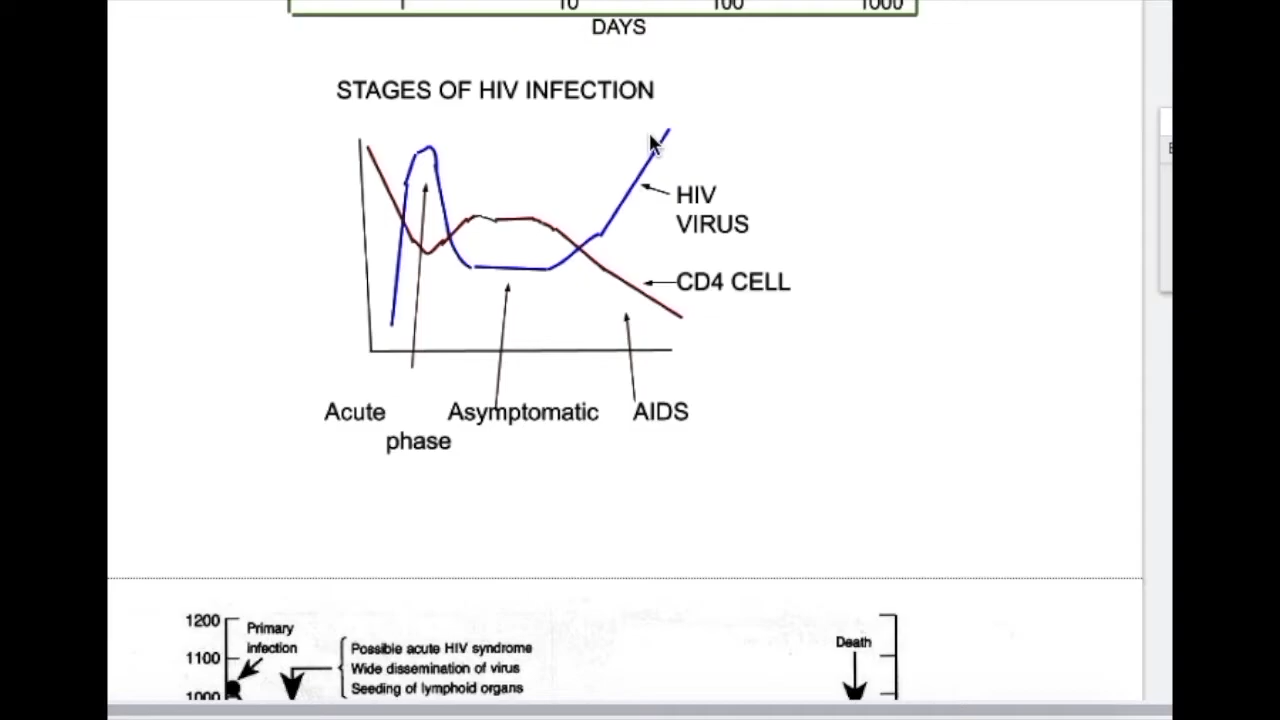 10 100 1000
DAYS
STAGES OF HIV INFECTION
HIV
VIRUS
CD4 CELL
Acute Asymptomatic AIDS
phase
1200
Primary
infection
Death
Possible acute HIV syndrome
1100
Wide dissemination of virus
1000
Seeding of lymphoid organs